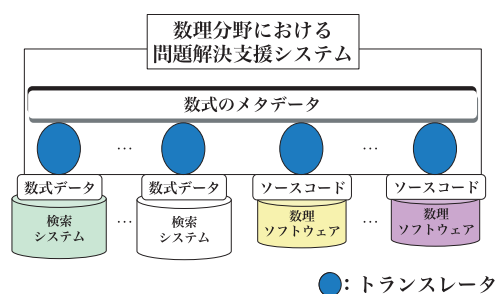 数理分野における
問題解決支援システム
数式のメタデータ
… …
数式データ 数式データ ソースコード ソースコード
検索
システム
…
検索
システム
数理
ソフトウェア
…
数理
ソフトウェア
：トランスレータ